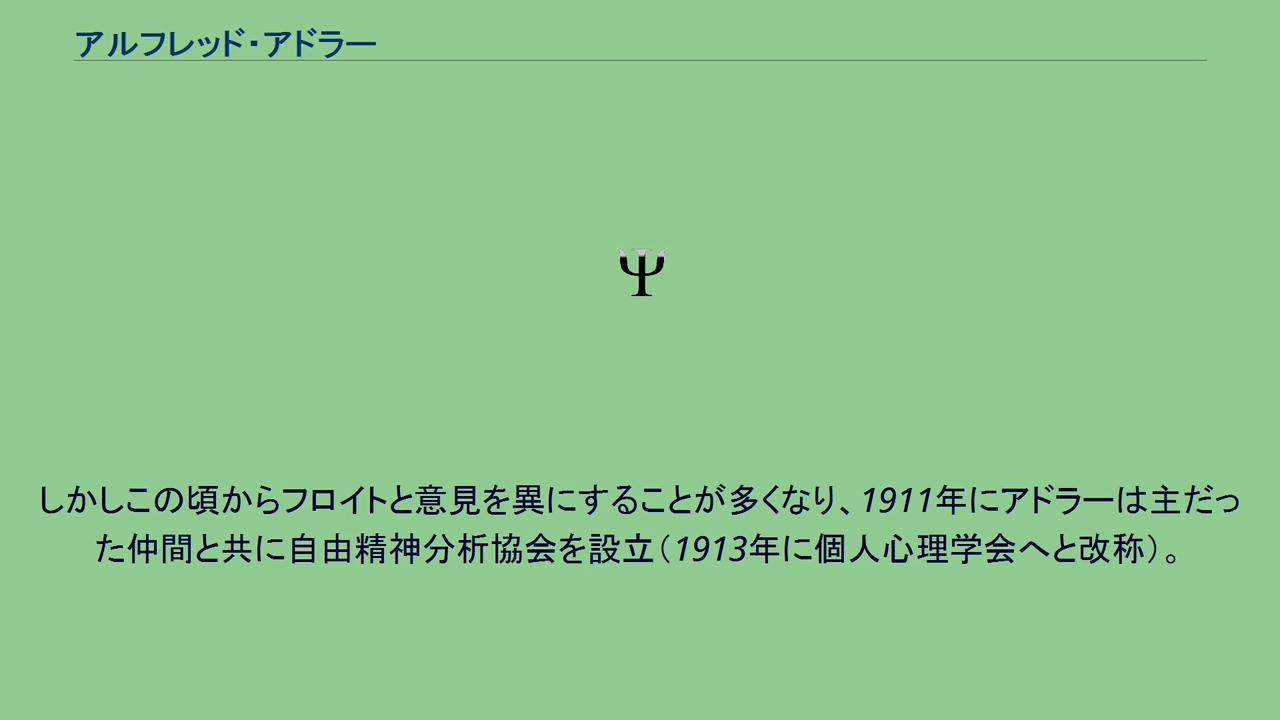 アルフレッド・アドラー
Ψ
しかしこの頃からフロイトと意見を異にすることが多くなり、1911年にアドラーは主だっ
た仲間と共に自由精神分析協会を設立（1913年に個人心理学会へと改称）。